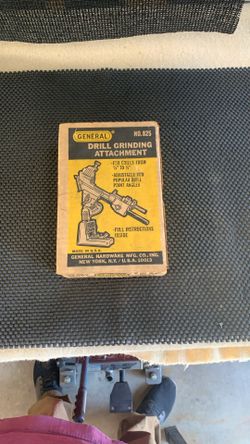 GENERAL
NO. 825
DRILL GRINDING
ATTACHMENT
• FOR DRILLS FROM
• ADJUSTABLE FOR
POPULAR DRILL
POINT ANGLES
• FULL INSTRUCTIONS
INSIDE
MADE IN U.S.A.
GENERAL HARDWARE MFG. CO., INC.
NEW YORK, N.Y. / U.S.A. 10013